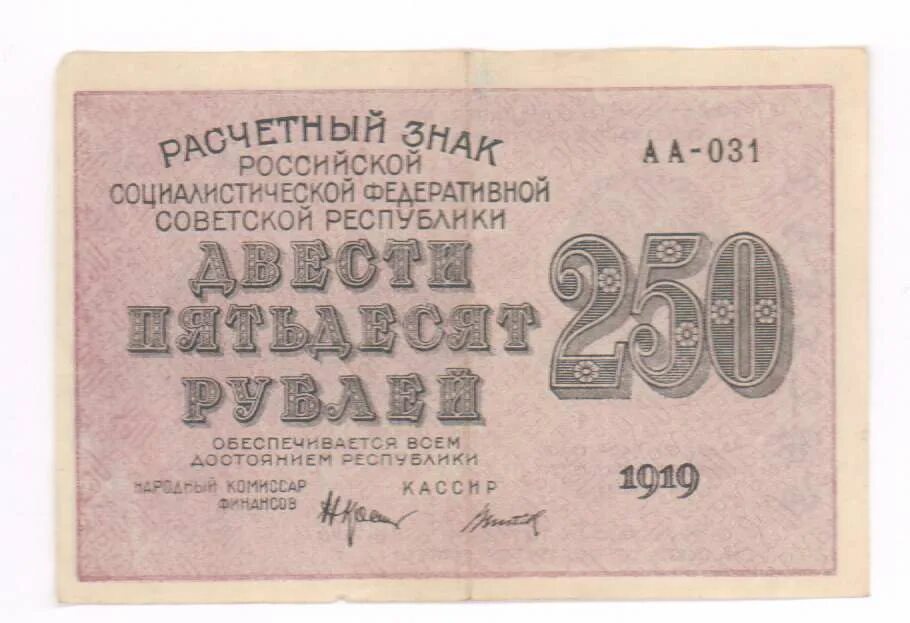 РАСЧЕТНЫЙ ЗНАК
РОССИЙСКОЙ
СОЦИАЛИСТИЧЕСКОЙ ФЕДЕРАТИВНОЙ
СОВЕТСКОЙ РЕСПУБЛИКИ
АА-031
ДВЕСТИ
ПЯТЬДЕСЯТ
РУБЛЕЙ
250
ОБЕСПЕЧИВАЕТСЯ ВСЕМ
ДОСТОЯНИЕМ РЕСПУБЛИКИ
НАРОДНЫЙ КОМИССАР
ФИНАНСОВ
КАССИР
1919